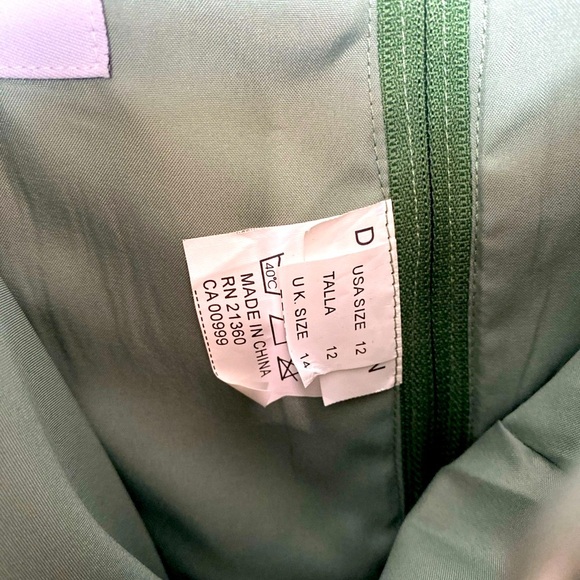 D
USA SIZE 12
TALLA 12
U K. SIZE 14
N
40℃
MADE IN CHINA
RN 21360
CA 00999